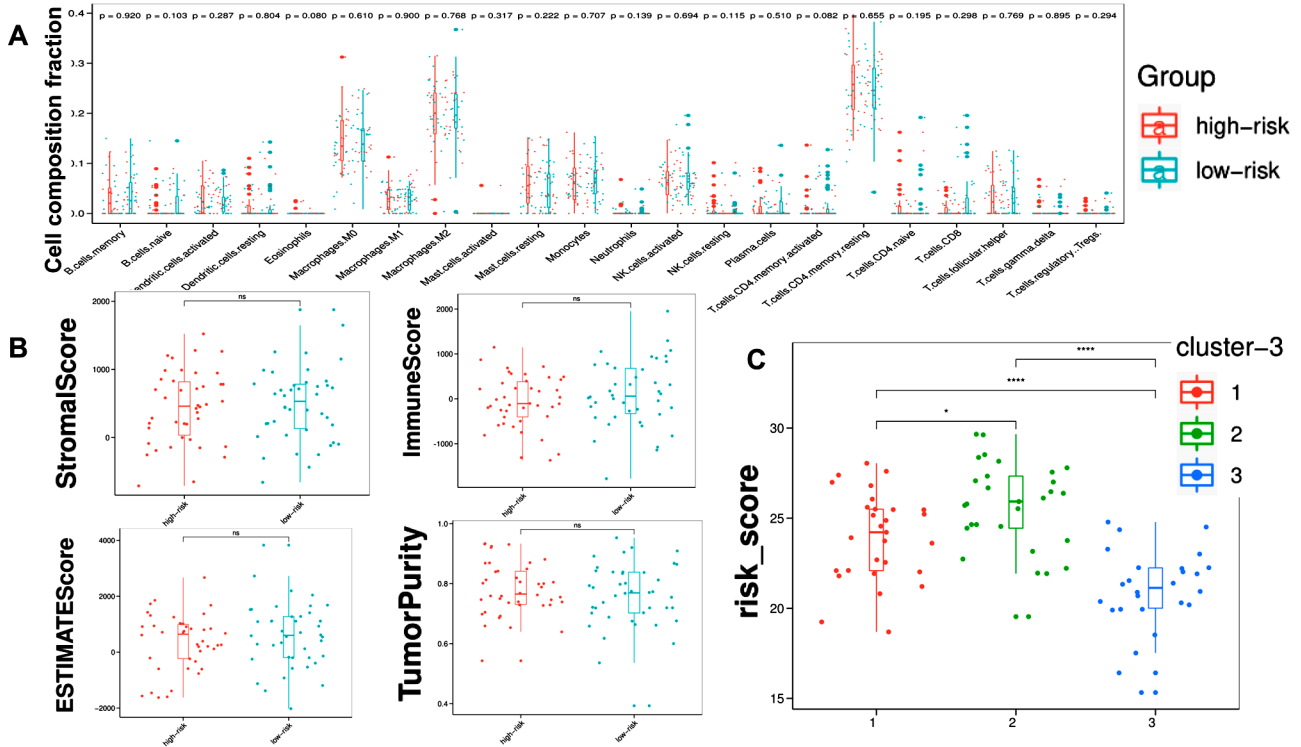 A
Cell composition fraction
p = 0.920 p = 0.103 p = 0.287 p = 0.804 p = 0.080 p = 0.610 p = 0.900 p = 0.768 p = 0.317 p = 0.222 p = 0.707 p = 0.139 p = 0.694 p = 0.115 p = 0.510 p = 0.082 p = 0.655 p = 0.195 p = 0.298 p = 0.769 p = 0.895 p = 0.294
0.4
0.3
0.2
0.1
0.0
B.cells.memory
B.cells.naive
Dendritic.cells.activated
Dendritic.cells.resting
Eosinophils
Macrophages.M0
Macrophages.M1
Macrophages.M2
Mast.cells.activated
Mast.cells.resting
Monocytes
Neutrophils
NK.cells.activated
NK.cells.resting
Plasma.cells
T.cells.CD4.memory.activated
T.cells.CD4.memory.resting
T.cells.CD4.naive
T.cells.CD8
T.cells.follicular.helper
T.cells.gamma.delta
T.cells.regulatory..Tregs.
Group
a high-risk
a low-risk
B
StromalScore
2000
1000
0
ns
high-risk low-risk
ImmuneScore
2000
1000
0
-1000
ns
high-risk low-risk
ESTIMATEScore
4000
2000
0
-2000
ns
high-risk low-risk
TumorPurity
1.0
0.8
0.6
0.4
ns
high-risk low-risk
C
risk_score
30
25
20
15
****
****
*
1 2 3
cluster-3
1
2
3